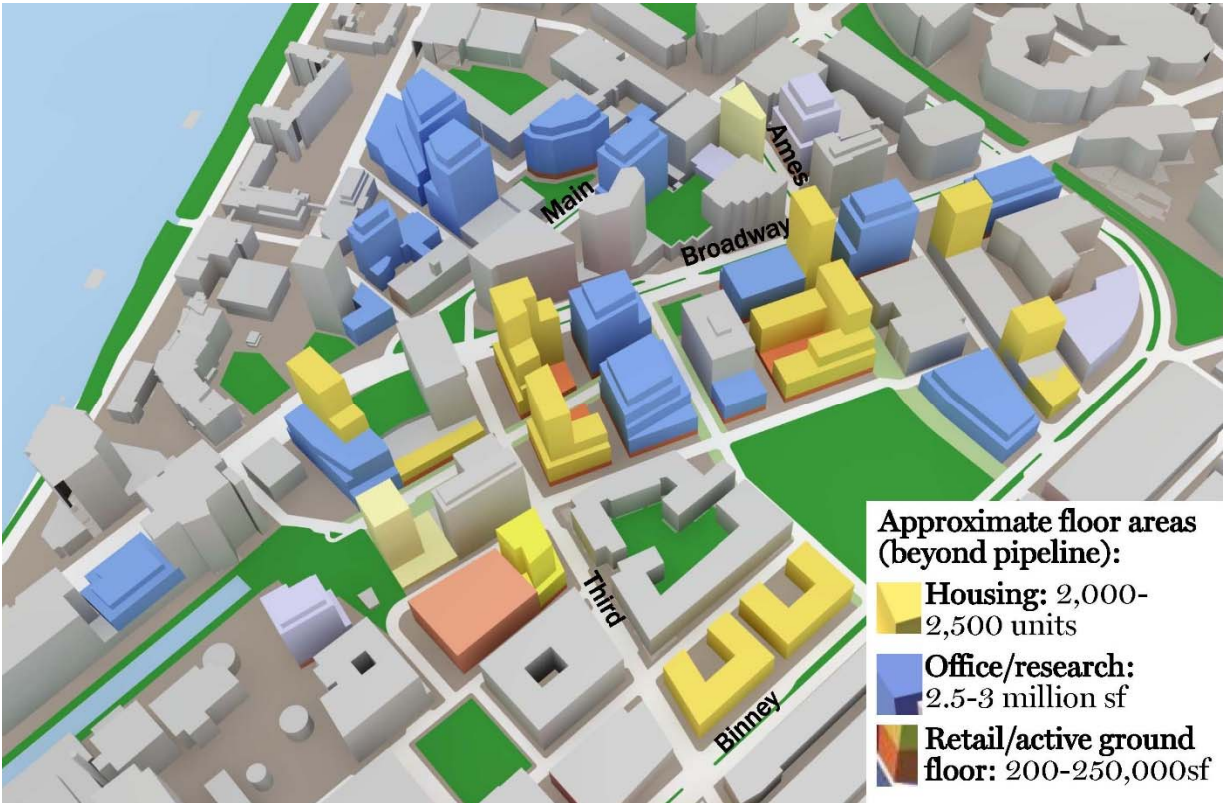 Ames
Main
Broadway
Third
Binney
Approximate floor areas
(beyond pipeline):
Housing: 2,000-
2,500 units
Office/research:
2.5-3 million sf
Retail/active ground
floor: 200-250,000sf